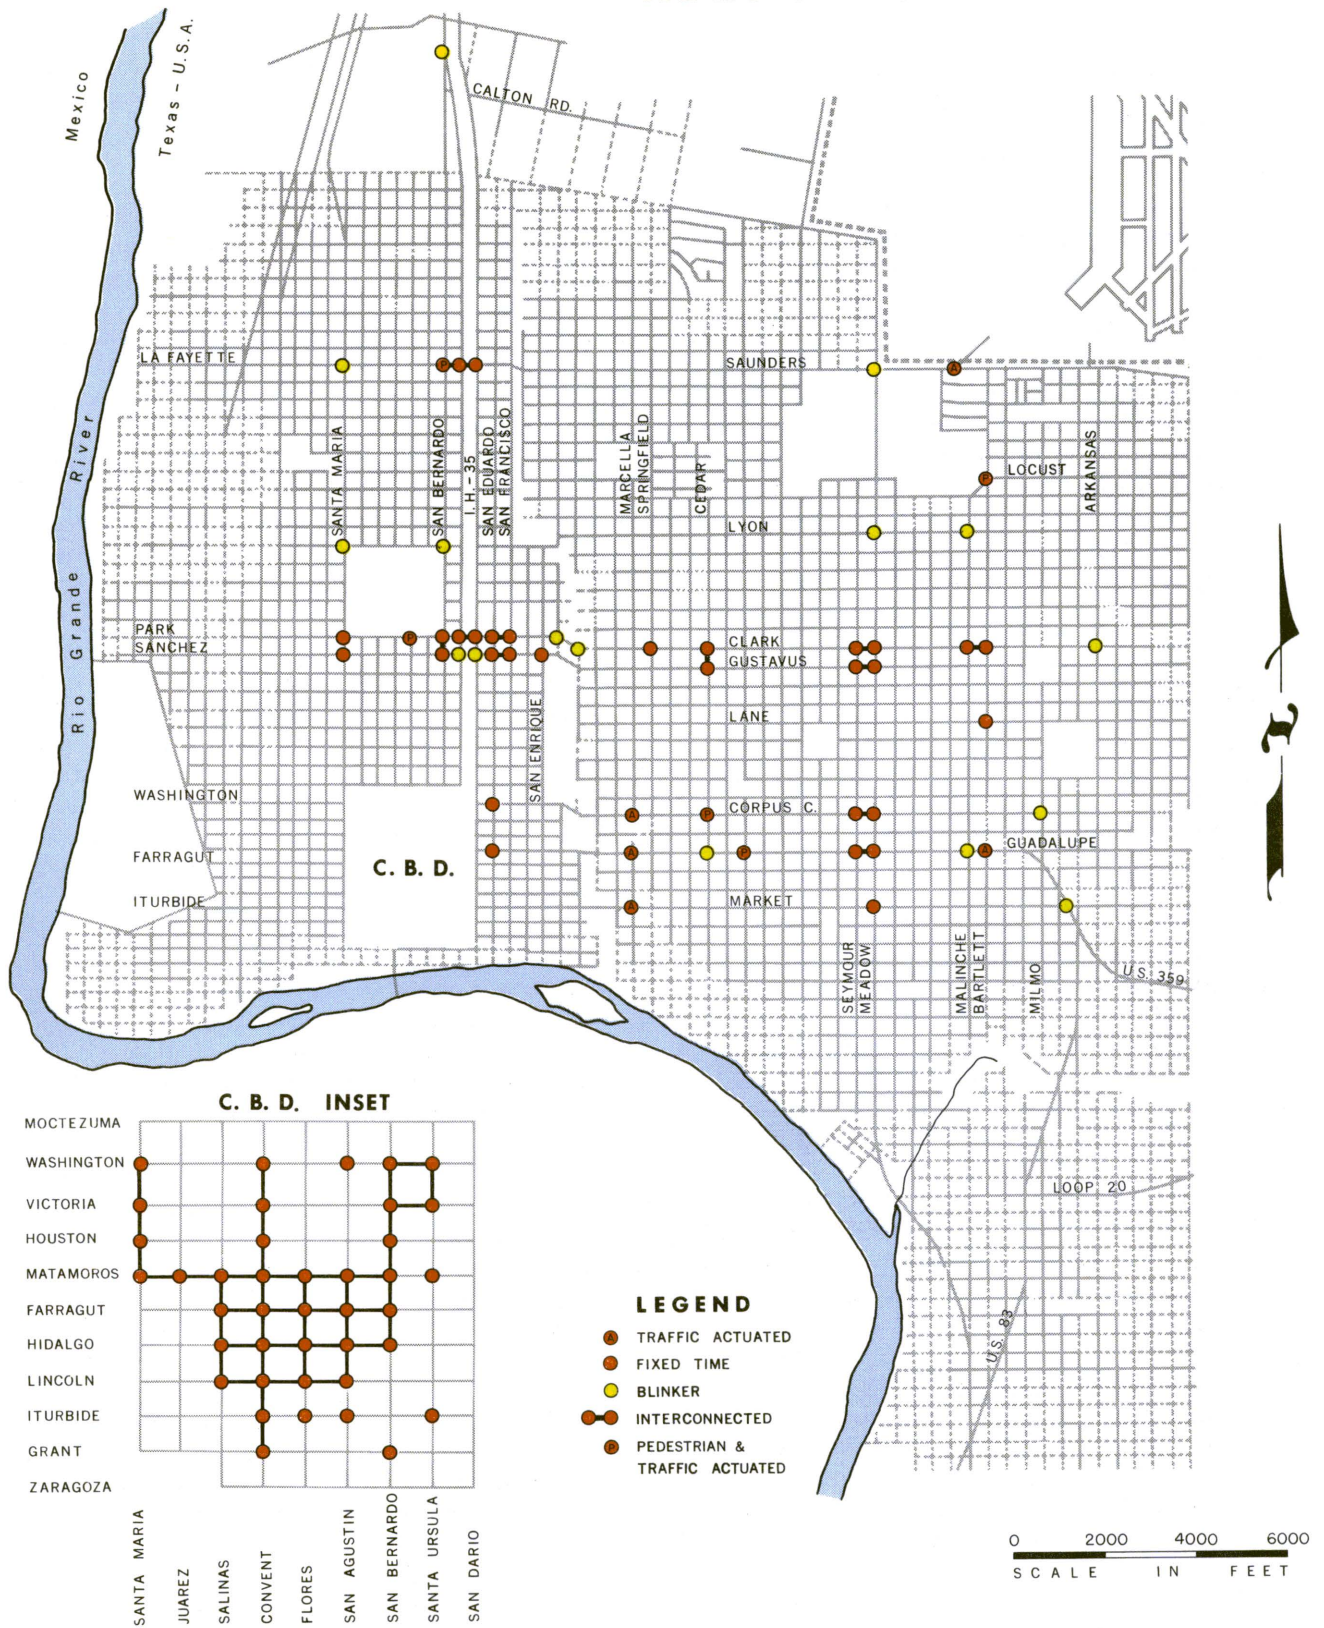 Mexico
Texas – U.S.A.
CALTON RD.
LA FAYETTE
SAUNDERS
Rio Grande River
SANTA MARIA
SAN BERNARDO
I.H.-35
SAN EDUARDO
SAN FRANCISCO
MARCELLA
SPRINGFIELD
CEDAR
LOCUST
ARKANSAS
LYON
PARK
SANCHEZ
CLARK
GUSTAVUS
LANE
SAN ENRIQUE
WASHINGTON
CORPUS C.
FARRAGUT
C. B. D.
GUADALUPE
ITURBIDE
MARKET
SEYMOUR
MEADOW
MALINCHE
BARTLETT
MILMO
U.S. 359
LOOP 20
U.S. 83
P
A
P
P
A
P
A
P
A
A
C. B. D. INSET
MOCTEZUMA
WASHINGTON
VICTORIA
HOUSTON
MATAMOROS
FARRAGUT
HIDALGO
LINCOLN
ITURBIDE
GRANT
ZARAGOZA
SANTA MARIA
JUAREZ
SALINAS
CONVENT
FLORES
SAN AGUSTIN
SAN BERNARDO
SANTA URSULA
SAN DARIO
LEGEND
A TRAFFIC ACTUATED
FIXED TIME
BLINKER
INTERCONNECTED
P PEDESTRIAN &
TRAFFIC ACTUATED
0 2000 4000 6000
SCALE IN FEET